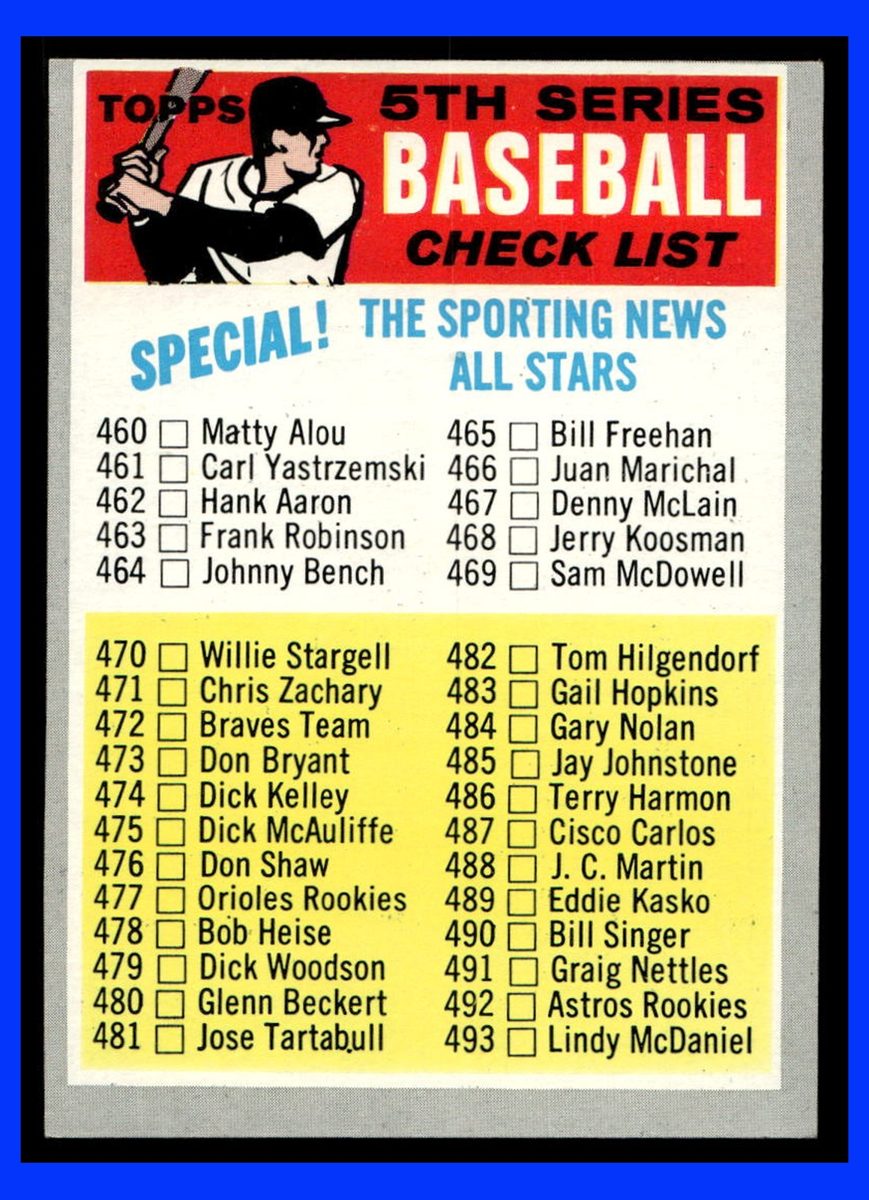 TOPPS
5TH SERIES
BASEBALL
CHECK LIST
SPECIAL! THE SPORTING NEWS
ALL STARS
460 Matty Alou
461 Carl Yastrzemski
462 Hank Aaron
463 Frank Robinson
464 Johnny Bench
465 Bill Freehan
466 Juan Marichal
467 Denny McLain
468 Jerry Koosman
469 Sam McDowell
470 Willie Stargell
471 Chris Zachary
472 Braves Team
473 Don Bryant
474 Dick Kelley
475 Dick McAuliffe
476 Don Shaw
477 Orioles Rookies
478 Bob Heise
479 Dick Woodson
480 Glenn Beckert
481 Jose Tartabull
482 Tom Hilgendorf
483 Gail Hopkins
484 Gary Nolan
485 Jay Johnstone
486 Terry Harmon
487 Cisco Carlos
488 J. C. Martin
489 Eddie Kasko
490 Bill Singer
491 Graig Nettles
492 Astros Rookies
493 Lindy McDaniel